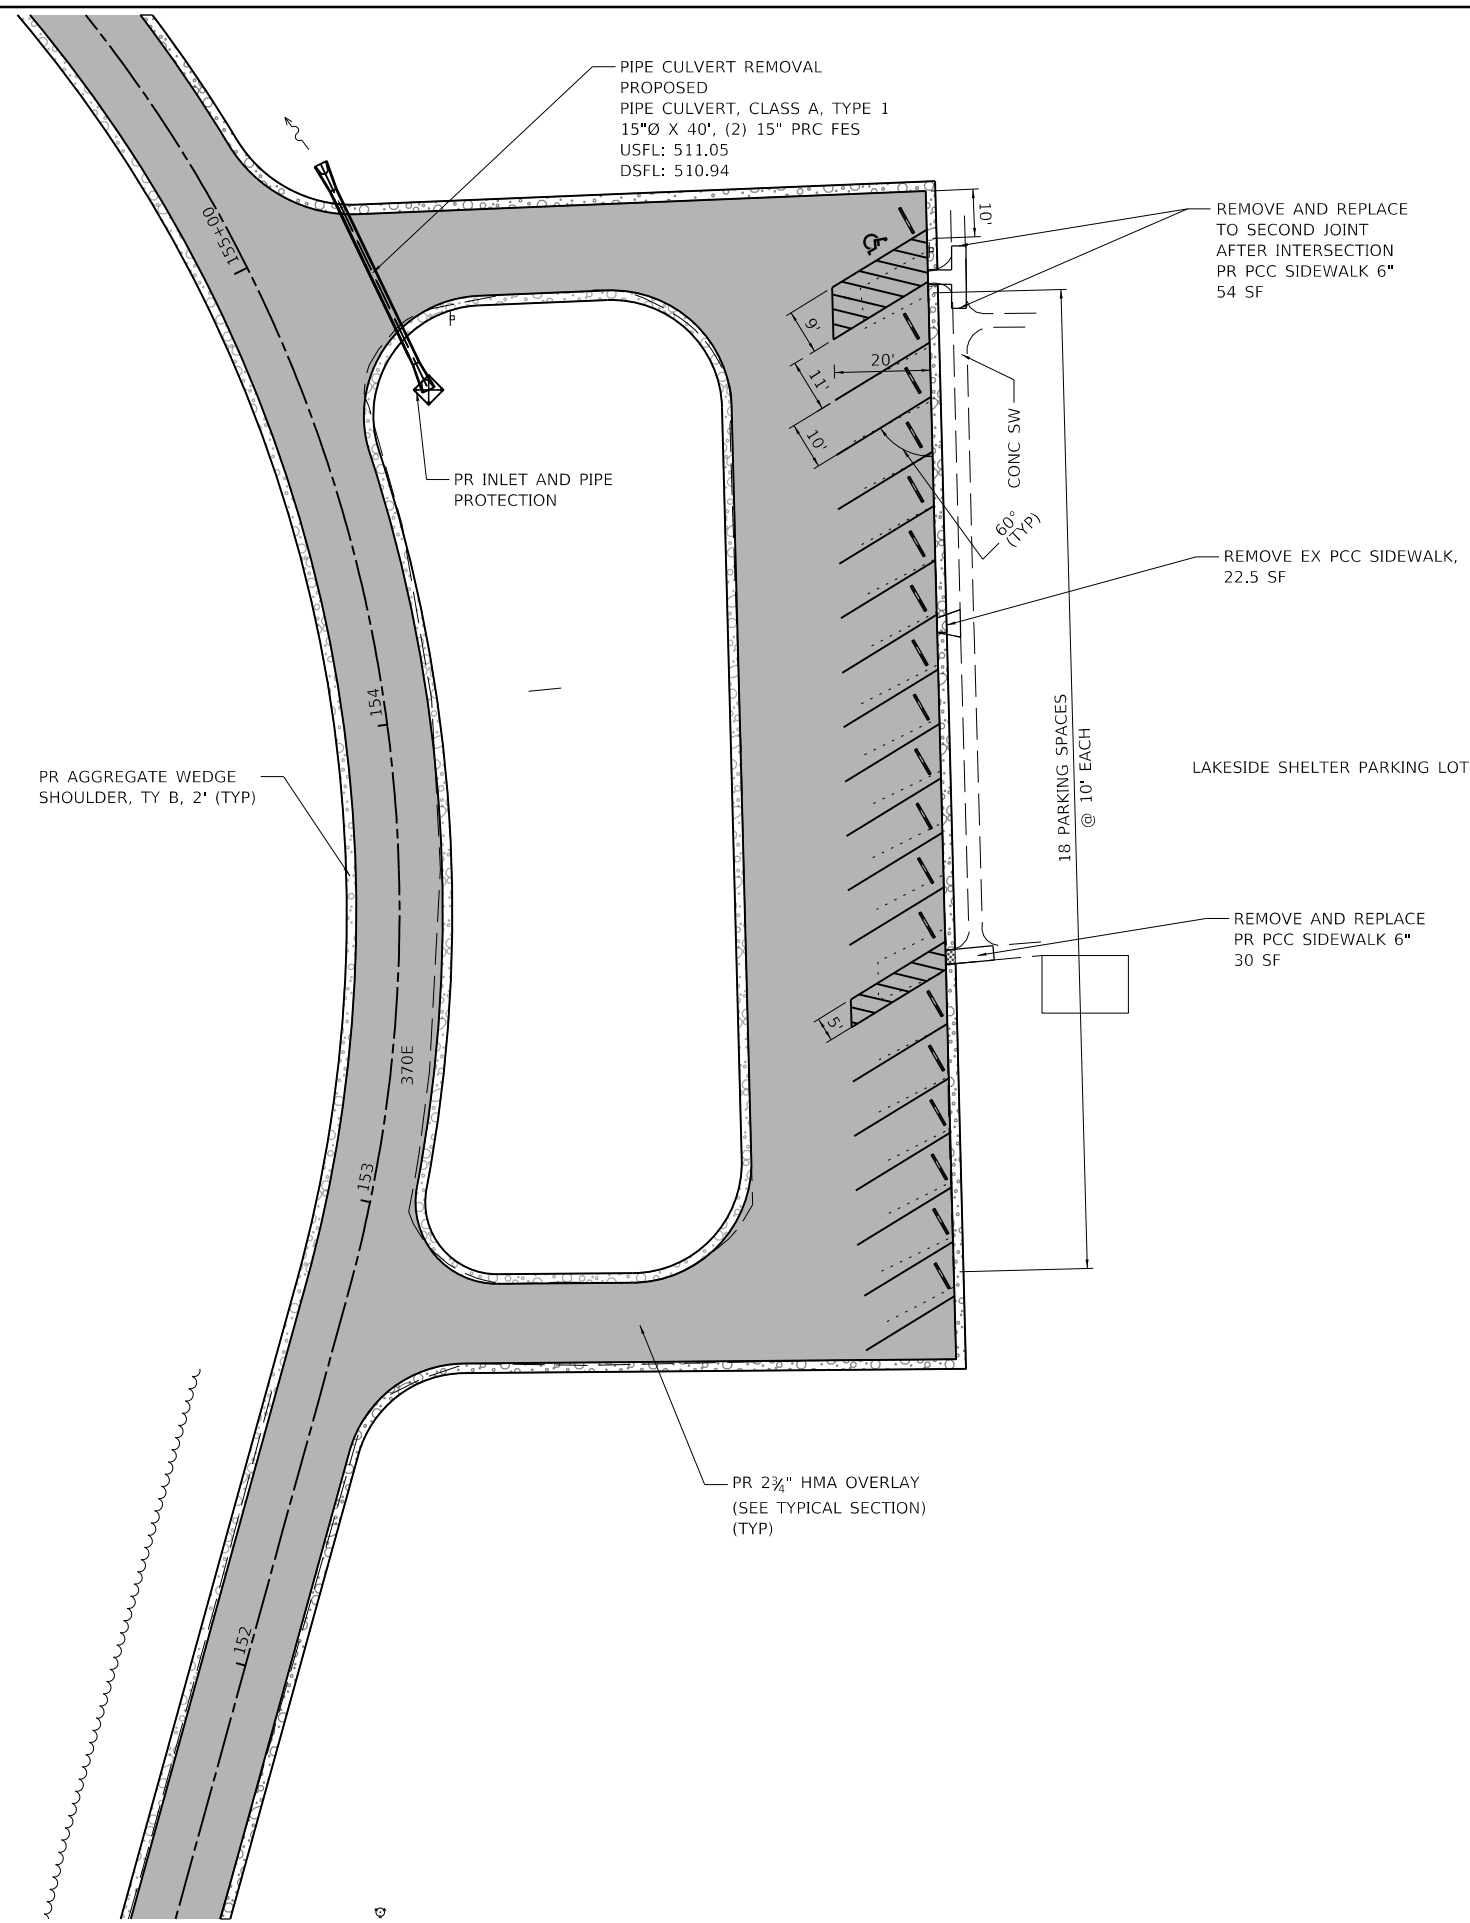 PIPE CULVERT REMOVAL
PROPOSED
PIPE CULVERT, CLASS A, TYPE 1
15"Ø X 40', (2) 15" PRC FES
USFL: 511.05
DSFL: 510.94
155+00
10'
REMOVE AND REPLACE
TO SECOND JOINT
AFTER INTERSECTION
PR PCC SIDEWALK 6"
54 SF
9'
20'
11'
10'
CONC SW
PR INLET AND PIPE
PROTECTION
60°
(TYP)
REMOVE EX PCC SIDEWALK,
22.5 SF
154
18 PARKING SPACES
@ 10' EACH
LAKESIDE SHELTER PARKING LOT
PR AGGREGATE WEDGE
SHOULDER, TY B, 2' (TYP)
REMOVE AND REPLACE
PR PCC SIDEWALK 6"
30 SF
5'
370E
153
PR 2¾" HMA OVERLAY
(SEE TYPICAL SECTION)
(TYP)
152